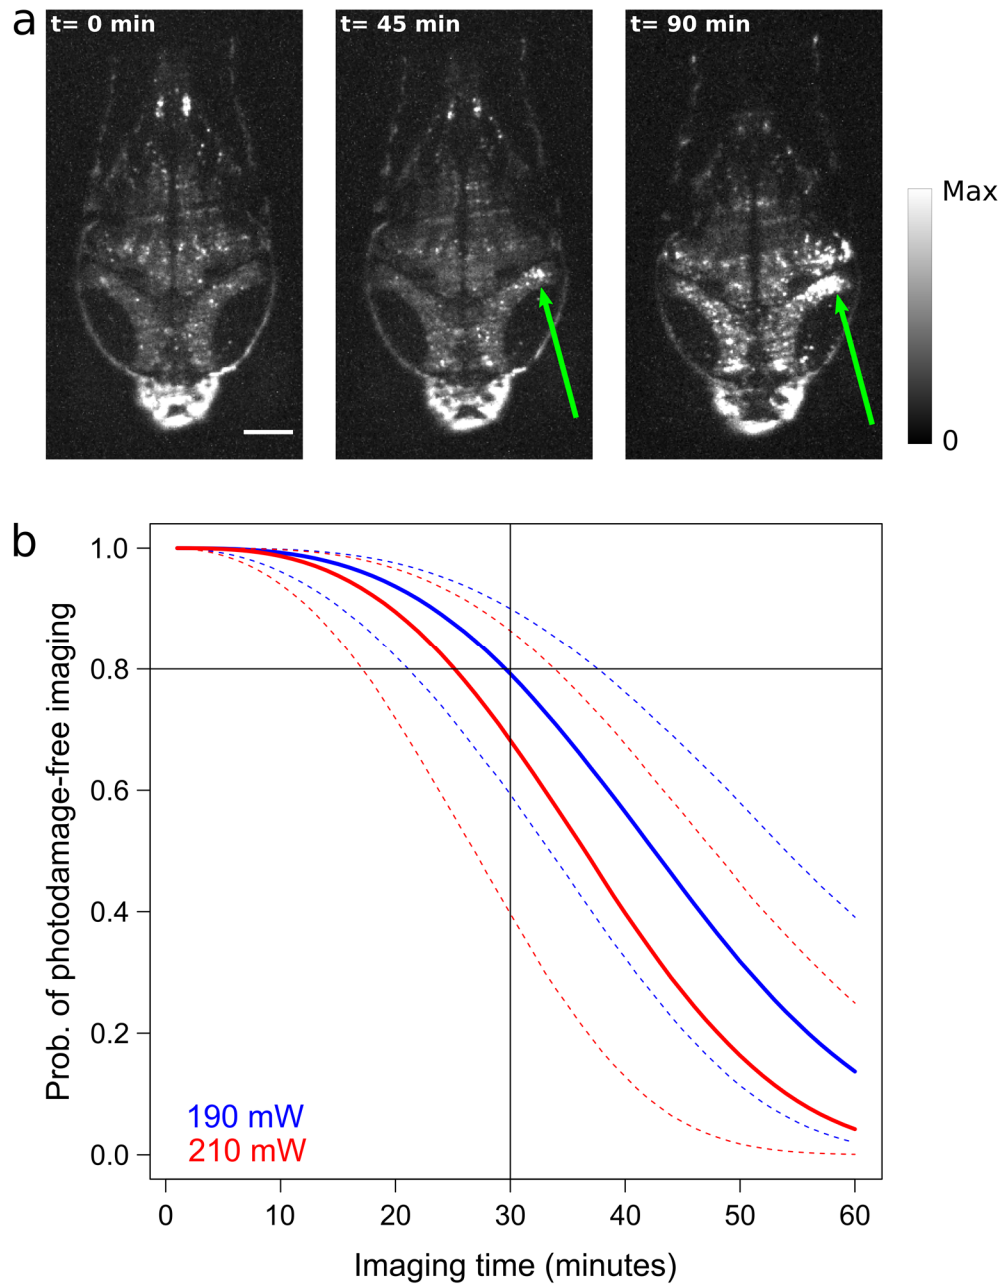 a
t= 0 min
t= 45 min
t= 90 min
Max
0
b
Prob. of photodamage-free imaging
1.0
0.8
0.6
0.4
0.2
0.0
190 mW
210 mW
0 10 20 30 40 50 60
Imaging time (minutes)